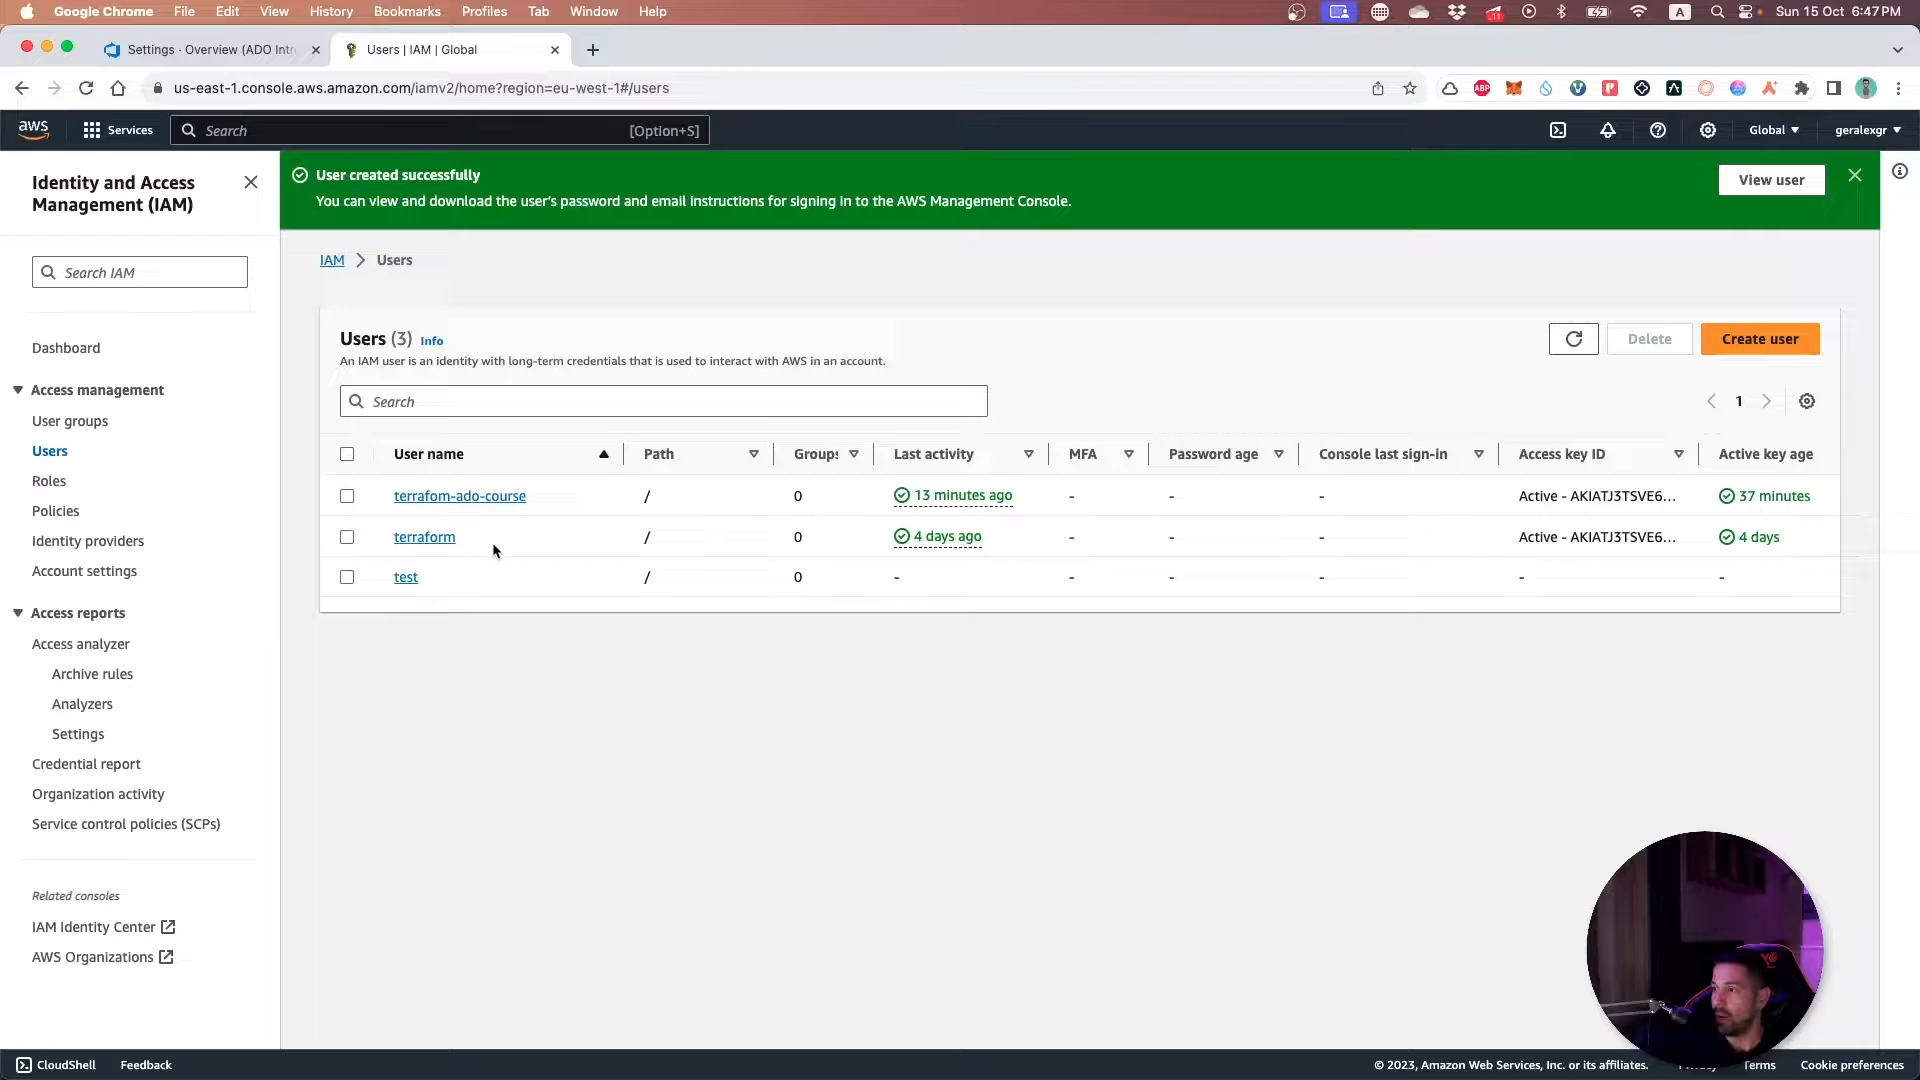 Google Chrome File Edit View History Bookmarks Profiles Tab Window Help
11
A
Sun 15 Oct 6:47 PM
Settings · Overview (ADO Intr
Users | IAM | Global
us-east-1.console.aws.amazon.com/iamv2/home?region=eu-west-1#/users
ABP
aws
Services
Search
[Option+S]
Global
geralexgr
Identity and Access
Management (IAM)
Search IAM
Dashboard
Access management
User groups
Users
Roles
Policies
Identity providers
Account settings
Access reports
Access analyzer
Archive rules
Analyzers
Settings
Credential report
Organization activity
Service control policies (SCPs)
Related consoles
IAM Identity Center
AWS Organizations
User created successfully
You can view and download the user's password and email instructions for signing in to the AWS Management Console.
View user
IAM > Users
Users (3) Info
An IAM user is an identity with long-term credentials that is used to interact with AWS in an account.
Delete
Create user
Search
1
User name Path Groups Last activity MFA Password age Console last sign-in Access key ID Active key age
terrafom-ado-course / 0 13 minutes ago - - - Active - AKIATJ3TSVE6... 37 minutes
terraform / 0 4 days ago - - - Active - AKIATJ3TSVE6... 4 days
test / 0 - - - - - -
CloudShell Feedback
© 2023, Amazon Web Services, Inc. or its affiliates.
Terms
Cookie preferences